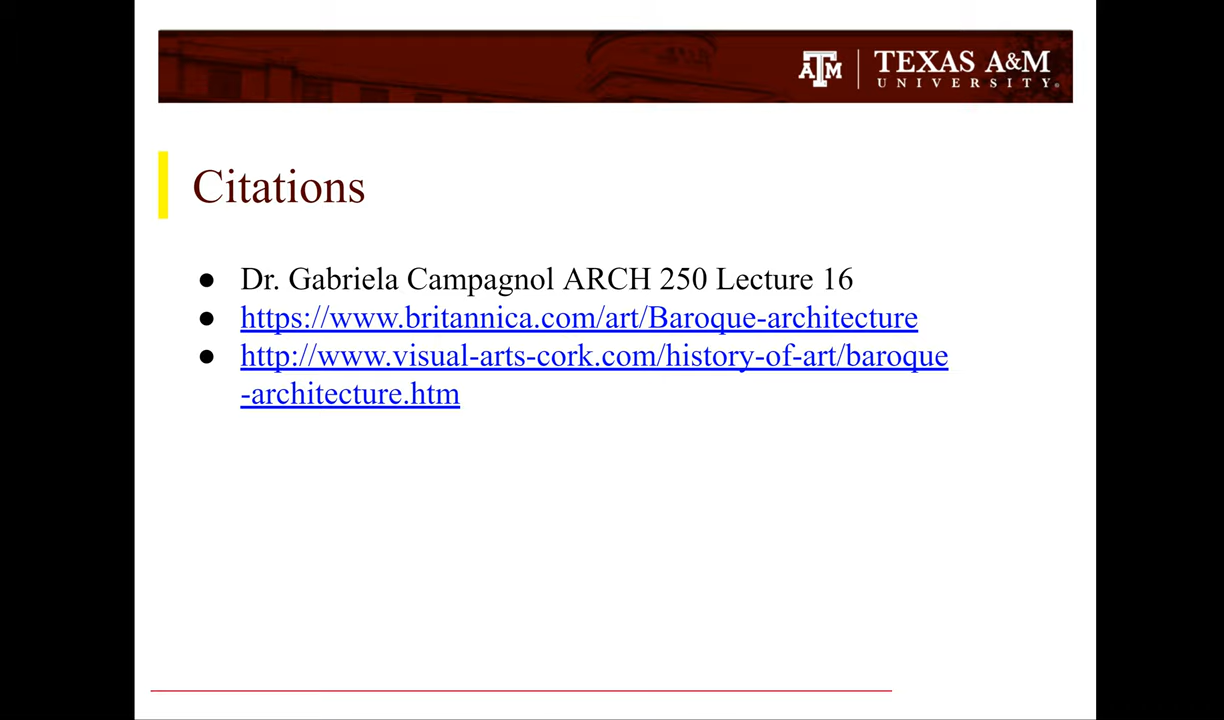 TEXAS A&M
UNIVERSITY®
Citations
● Dr. Gabriela Campagnol ARCH 250 Lecture 16
● https://www.britannica.com/art/Baroque-architecture
● http://www.visual-arts-cork.com/history-of-art/baroque
-architecture.htm